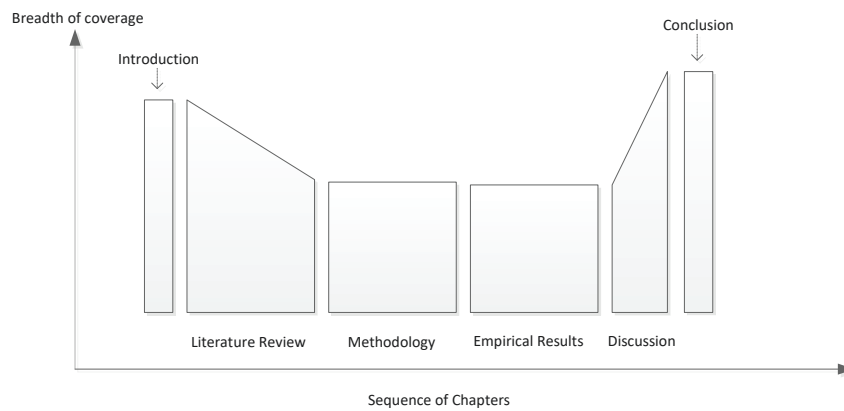 Breadth of coverage
Conclusion
Introduction
Literature Review
Methodology
Empirical Results
Discussion
Sequence of Chapters